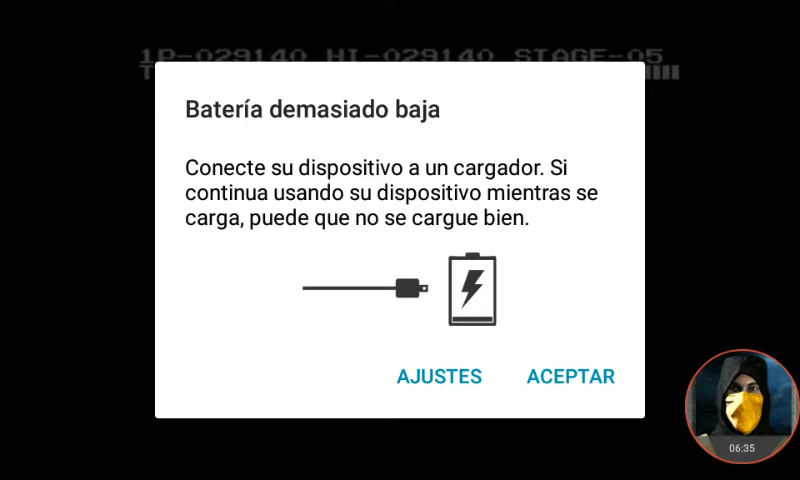 1P-029140 HI-029140 STAGE-05
T
Batería demasiado baja
Conecte su dispositivo a un cargador. Si
continua usando su dispositivo mientras se
carga, puede que no se cargue bien.
AJUSTES ACEPTAR
06:35